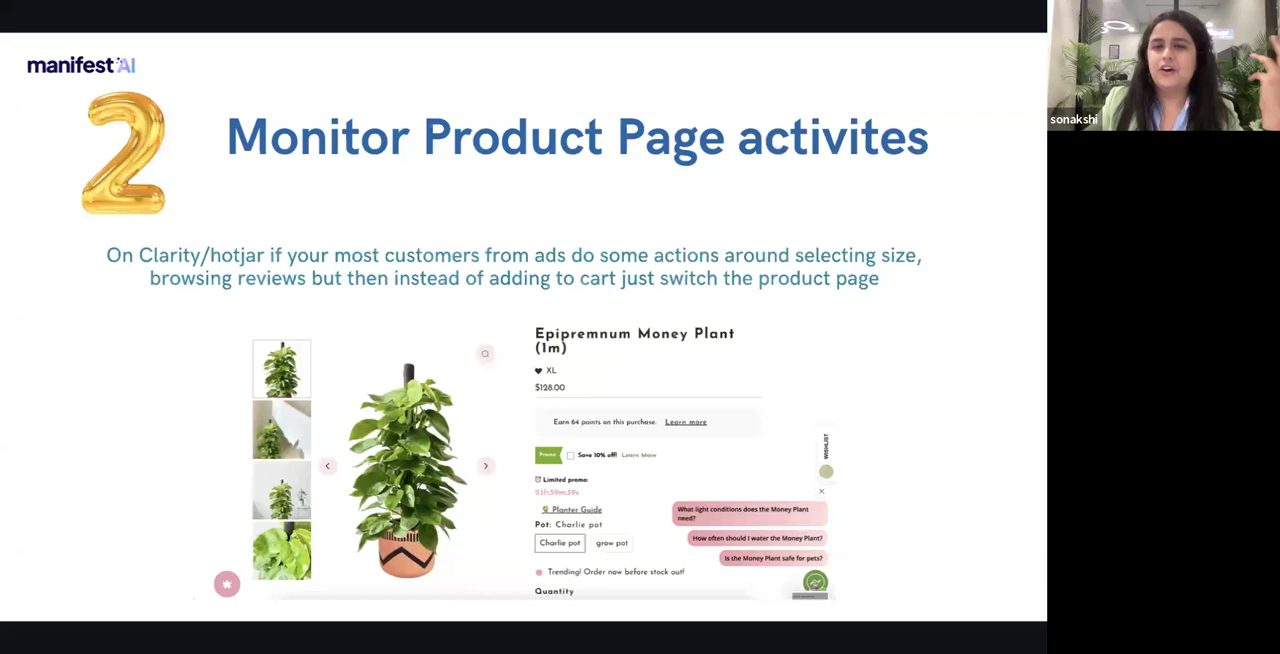 manifest AI
sonakshi
2
Monitor Product Page activites
On Clarity/hotjar if your most customers from ads do some actions around selecting size,
browsing reviews but then instead of adding to cart just switch the product page
Epipremnum Money Plant
(1m)
XL
$128.00
Earn 64 points on this purchase. Learn more
Promo Save 10% off! Learn More
Limited promo:
23h:59m:39s
Planter Guide
Pot: Charlie pot
Charlie pot grow pot
Trending! Order now before stock out!
Quantity
WISHLIST
What light conditions does the Money Plant
need?
How often should I water the Money Plant?
Is the Money Plant safe for pets?